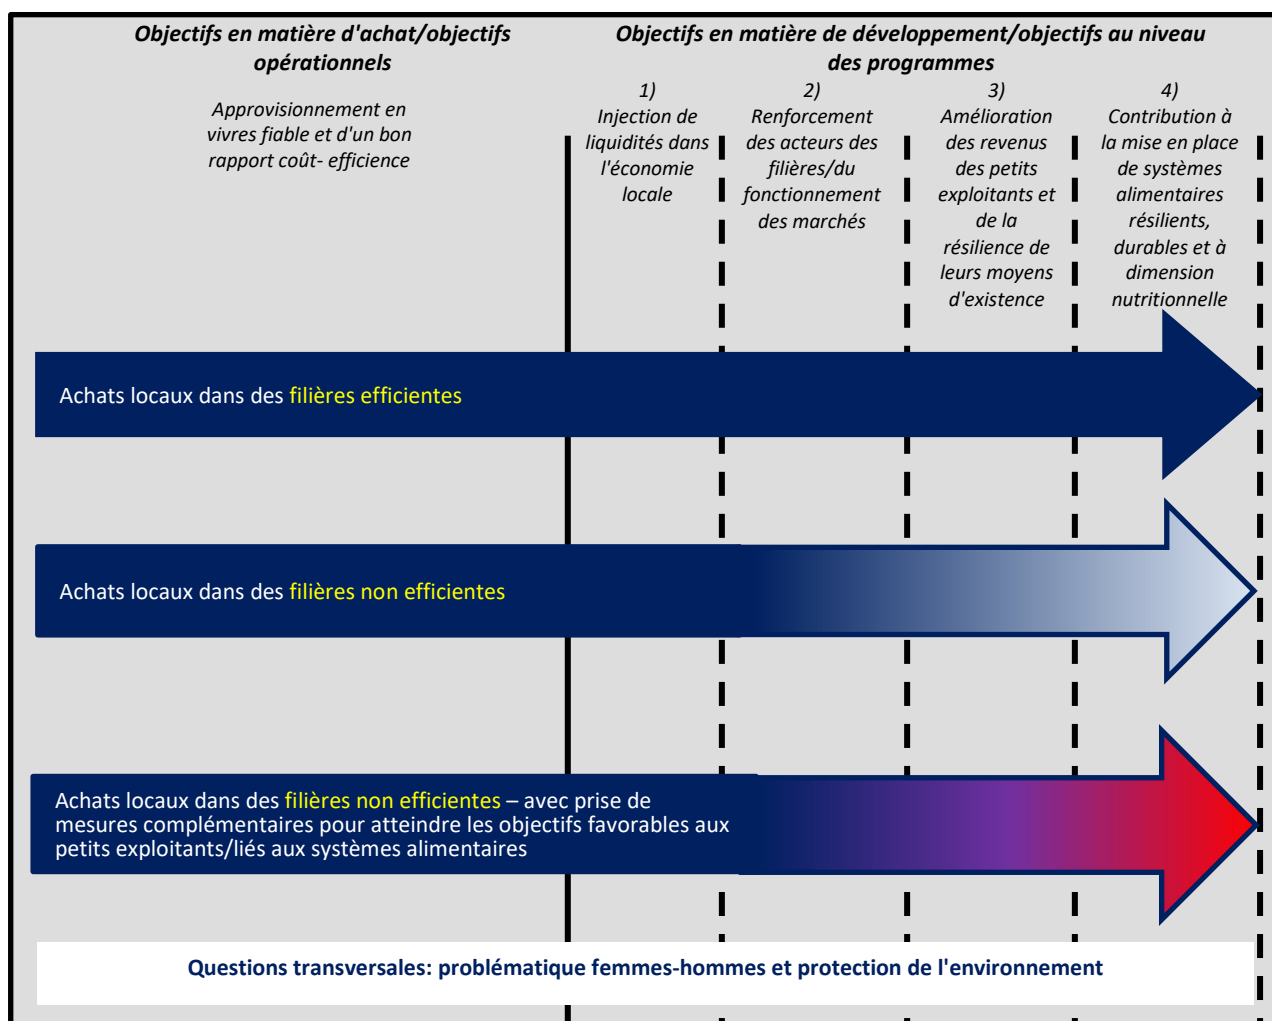 Objectifs en matière d'achat/objectifs
opérationnels
Approvisionnement en
vivres fiable et d'un bon
rapport coût- efficience
Objectifs en matière de développement/objectifs au niveau
des programmes
1)
Injection de
liquidités dans
l'économie
locale
2)
Renforcement
des acteurs des
filières/du
fonctionnement
des marchés
3)
Amélioration
des revenus
des petits
exploitants et
de la
résilience de
leurs moyens
d'existence
4)
Contribution à
la mise en place
de systèmes
alimentaires
résilients,
durables et à
dimension
nutritionnelle
Achats locaux dans des filières efficientes
Achats locaux dans des filières non efficientes
Achats locaux dans des filières non efficientes – avec prise de
mesures complémentaires pour atteindre les objectifs favorables aux
petits exploitants/liés aux systèmes alimentaires
Questions transversales: problématique femmes-hommes et protection de l'environnement